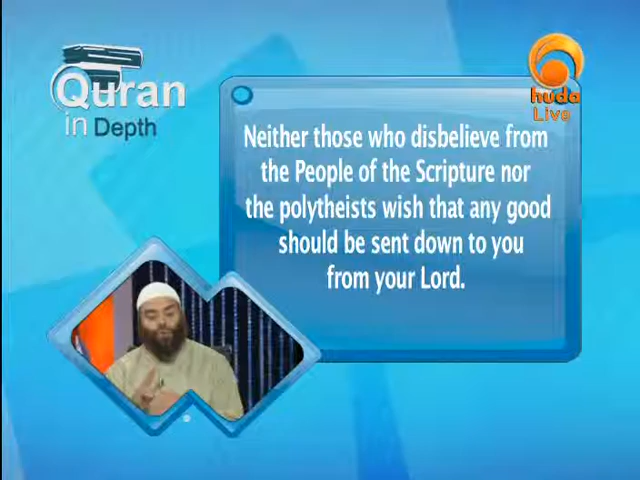 Quran
in Depth
huda
Live
Neither those who disbelieve from
the People of the Scripture nor
the polytheists wish that any good
should be sent down to you
from your Lord.